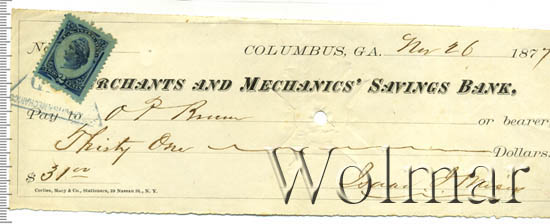 No. COLUMBUS, GA. Nov 26 1877
MERCHANTS AND MECHANICS' SAVINGS BANK,
Pay to O P or bearer,
Thirty One Dollars.
$31 00
Corlies, Macy & Co., Stationers, 39 Nassau St., N. Y.
Wolmar